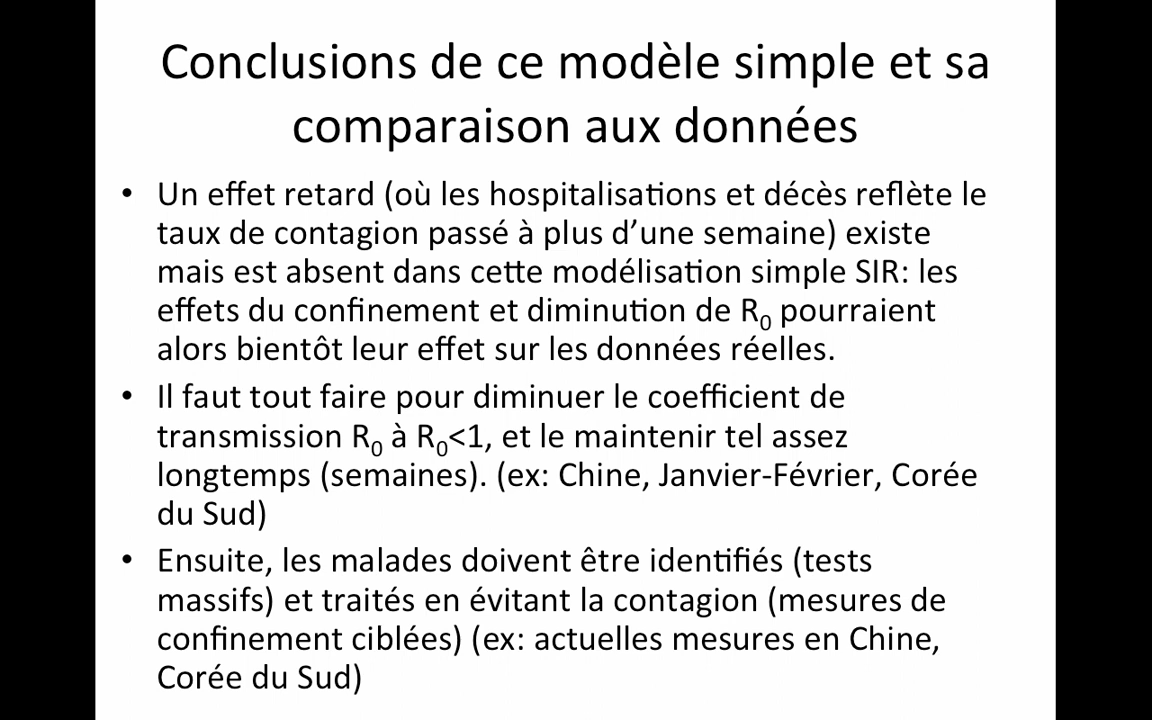 Conclusions de ce modèle simple et sa
comparaison aux données
• Un effet retard (où les hospitalisations et décès reflète le
taux de contagion passé à plus d’une semaine) existe
mais est absent dans cette modélisation simple SIR: les
effets du confinement et diminution de R0 pourraient
alors bientôt leur effet sur les données réelles.
• Il faut tout faire pour diminuer le coefficient de
transmission R0 à R0<1, et le maintenir tel assez
longtemps (semaines). (ex: Chine, Janvier-Février, Corée
du Sud)
• Ensuite, les malades doivent être identifiés (tests
massifs) et traités en évitant la contagion (mesures de
confinement ciblées) (ex: actuelles mesures en Chine,
Corée du Sud)